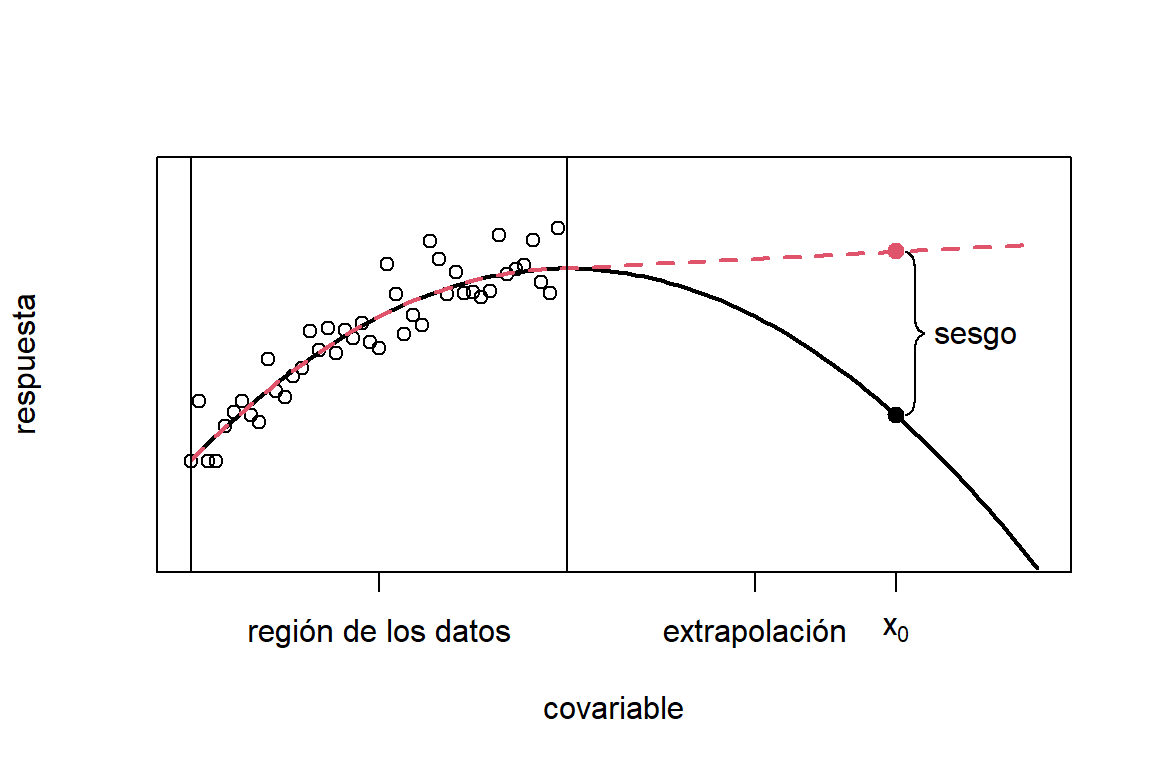 respuesta
sesgo
región de los datos
extrapolación
x₀
covariable